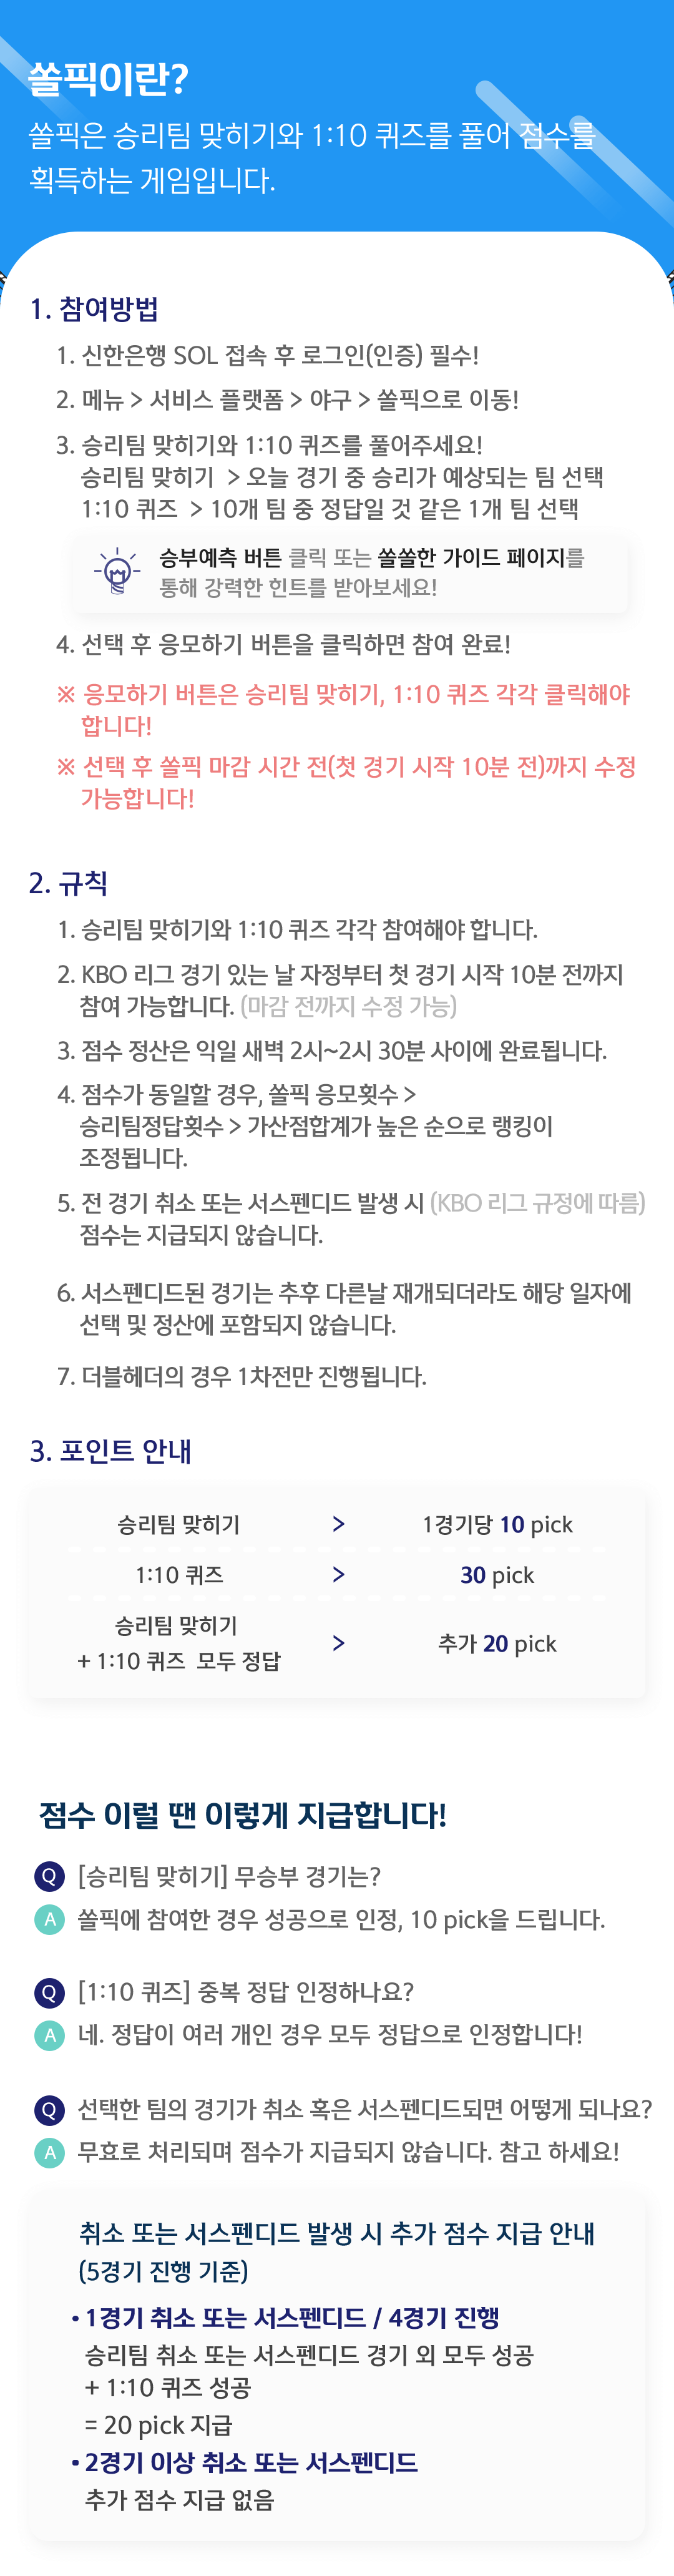 쏠픽이란?
쏠픽은 승리팀 맞히기와 1:10 퀴즈를 풀어 점수를
획득하는 게임입니다.
1. 참여방법
1. 신한은행 SOL 접속 후 로그인(인증) 필수!
2. 메뉴 > 서비스 플랫폼 > 야구 > 쏠픽으로 이동!
3. 승리팀 맞히기와 1:10 퀴즈를 풀어주세요!
승리팀 맞히기 > 오늘 경기 중 승리가 예상되는 팀 선택
1:10 퀴즈 > 10개 팀 중 정답일 것 같은 1개 팀 선택
승부예측 버튼 클릭 또는 쏠쏠한 가이드 페이지를
통해 강력한 힌트를 받아보세요!
4. 선택 후 응모하기 버튼을 클릭하면 참여 완료!
※ 응모하기 버튼은 승리팀 맞히기, 1:10 퀴즈 각각 클릭해야
합니다!
※ 선택 후 쏠픽 마감 시간 전(첫 경기 시작 10분 전)까지 수정
가능합니다!
2. 규칙
1. 승리팀 맞히기와 1:10 퀴즈 각각 참여해야 합니다.
2. KBO 리그 경기 있는 날 자정부터 첫 경기 시작 10분 전까지
참여 가능합니다. (마감 전까지 수정 가능)
3. 점수 정산은 익일 새벽 2시~2시 30분 사이에 완료됩니다.
4. 점수가 동일할 경우, 쏠픽 응모횟수 >
승리팀정답횟수 > 가산점합계가 높은 순으로 랭킹이
조정됩니다.
5. 전 경기 취소 또는 서스펜디드 발생 시 (KBO 리그 규정에 따름)
점수는 지급되지 않습니다.
6. 서스펜디드된 경기는 추후 다른날 재개되더라도 해당 일자에
선택 및 정산에 포함되지 않습니다.
7. 더블헤더의 경우 1차전만 진행됩니다.
3. 포인트 안내
승리팀 맞히기 > 1경기당 10 pick
1:10 퀴즈 > 30 pick
승리팀 맞히기
+ 1:10 퀴즈 모두 정답 > 추가 20 pick
점수 이럴 땐 이렇게 지급합니다!
Q [승리팀 맞히기] 무승부 경기는?
A 쏠픽에 참여한 경우 성공으로 인정, 10 pick을 드립니다.
Q [1:10 퀴즈] 중복 정답 인정하나요?
A 네. 정답이 여러 개인 경우 모두 정답으로 인정합니다!
Q 선택한 팀의 경기가 취소 혹은 서스펜디드되면 어떻게 되나요?
A 무효로 처리되며 점수가 지급되지 않습니다. 참고 하세요!
취소 또는 서스펜디드 발생 시 추가 점수 지급 안내
(5경기 진행 기준)
• 1경기 취소 또는 서스펜디드 / 4경기 진행
승리팀 취소 또는 서스펜디드 경기 외 모두 성공
+ 1:10 퀴즈 성공
= 20 pick 지급
• 2경기 이상 취소 또는 서스펜디드
추가 점수 지급 없음